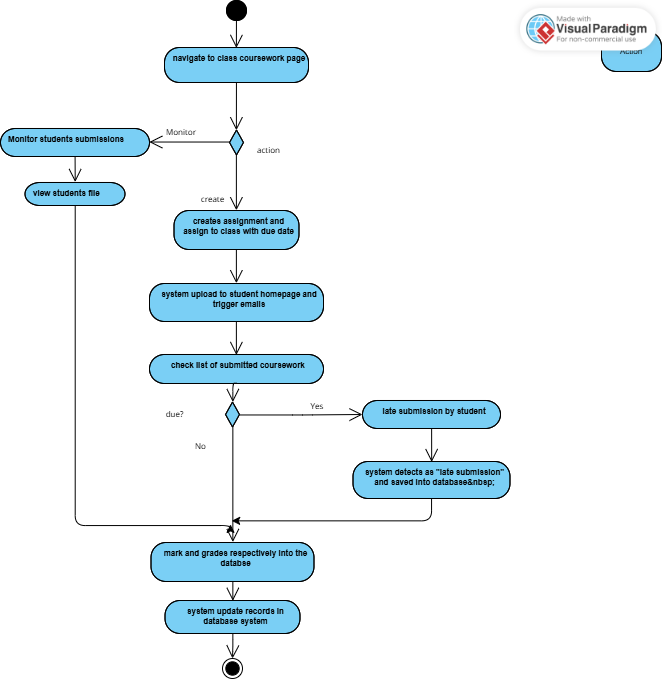 Made with
Visual Paradigm
For non-commercial use
Action
navigate to class coursework page
Monitor students submissions
Monitor
action
view students file
create
creates assignment and
assign to class with due date
system upload to student homepage and
trigger emails
check list of submitted coursework
due?
Yes
late submission by student
No
system detects as "late submission"
and saved into database&nbsp;
mark and grades respectively into the
databse
system update records in
database system